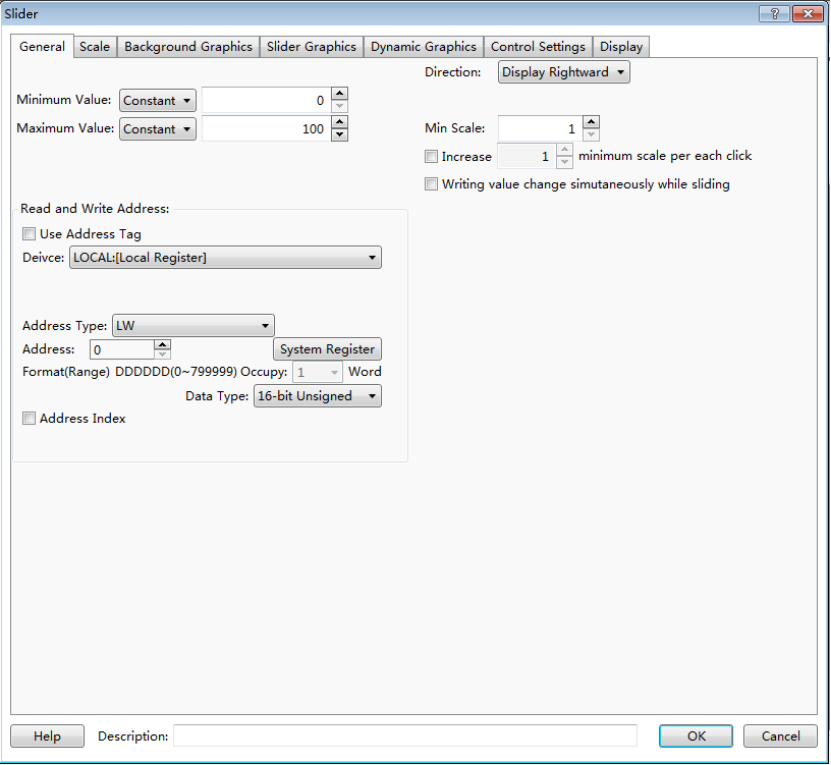 Slider
General Scale Background Graphics Slider Graphics Dynamic Graphics Control Settings Display
Direction: Display Rightward
Minimum Value: Constant 0
Maximum Value: Constant 100
Min Scale: 1
Increase 1 minimum scale per each click
Writing value change simutaneously while sliding
Read and Write Address:
Use Address Tag
Deivce: LOCAL:[Local Register]
Address Type: LW
Address: 0 System Register
Format(Range) DDDDDD(0~799999) Occupy: 1 Word
Data Type: 16-bit Unsigned
Address Index
Help Description: OK Cancel